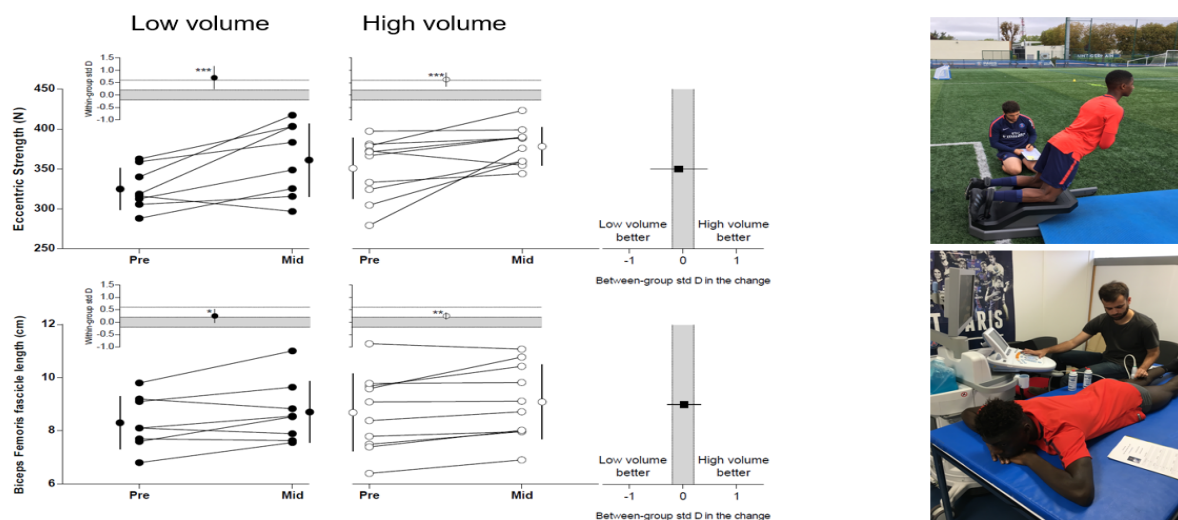 Low volume
High volume
Within-group std D
1.5
1.0
0.5
0.0
-0.5
-1.0
***
***
Eccentric Strength (N)
450
400
350
300
250
Pre
Mid
Pre
Mid
Low volume
better
High volume
better
-1
0
1
Between-group std D in the change
Within-group std D
1.5
1.0
0.5
0.0
-0.5
-1.0
*
**
Biceps Femoris fascicle length (cm)
12
10
8
6
Pre
Mid
Pre
Mid
Low volume
better
High volume
better
-1
0
1
Between-group std D in the change
ARIS